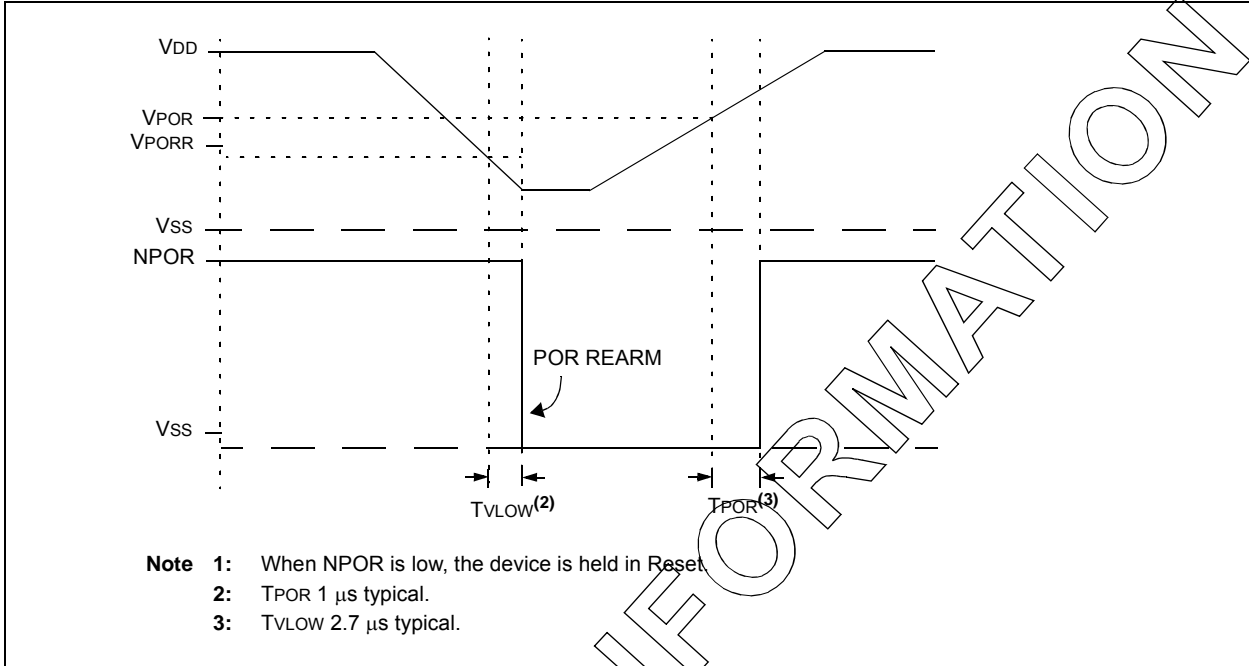 VDD
VPOR
VPORR
VSS
NPOR
POR REARM
VSS
TVLOW(2) TPOR(3)
Note 1: When NPOR is low, the device is held in Reset.
2: TPOR 1 μs typical.
3: TVLOW 2.7 μs typical.
NFORMATION